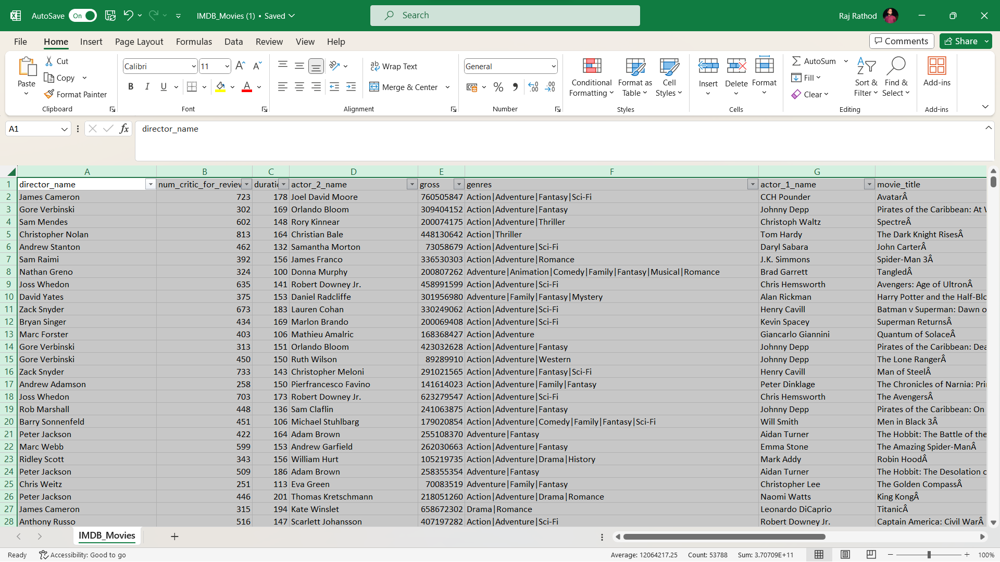 AutoSave On IMDB_Movies (1) • Saved Search Raj Rathod
File Home Insert Page Layout Formulas Data Review View Help Comments Share
Paste Cut Copy Format Painter Clipboard
Calibri 11 B I U A Font
Wrap Text Merge & Center Alignment
General % Number
Conditional Formatting Format as Table Cell Styles Styles
Insert Delete Format Cells
AutoSum Fill Clear Sort & Filter Find & Select Editing
Add-ins Add-ins
A1 fx director_name
A B C D E F G
1 director_name num_critic_for_review duratio actor_2_name gross genres actor_1_name movie_title
2 James Cameron 723 178 Joel David Moore 760505847 Action|Adventure|Fantasy|Sci-Fi CCH Pounder AvatarÂ
3 Gore Verbinski 302 169 Orlando Bloom 309404152 Action|Adventure|Fantasy Johnny Depp Pirates of the Caribbean: At W
4 Sam Mendes 602 148 Rory Kinnear 200074175 Action|Adventure|Thriller Christoph Waltz SpectreÂ
5 Christopher Nolan 813 164 Christian Bale 448130642 Action|Thriller Tom Hardy The Dark Knight RisesÂ
6 Andrew Stanton 462 132 Samantha Morton 73058679 Action|Adventure|Sci-Fi Daryl Sabara John CarterÂ
7 Sam Raimi 392 156 James Franco 336530303 Action|Adventure|Romance J.K. Simmons Spider-Man 3Â
8 Nathan Greno 324 100 Donna Murphy 200807262 Adventure|Animation|Comedy|Family|Fantasy|Musical|Romance Brad Garrett TangledÂ
9 Joss Whedon 635 141 Robert Downey Jr. 458991599 Action|Adventure|Sci-Fi Chris Hemsworth Avengers: Age of UltronÂ
10 David Yates 375 153 Daniel Radcliffe 301956980 Adventure|Family|Fantasy|Mystery Alan Rickman Harry Potter and the Half-Blo
11 Zack Snyder 673 183 Lauren Cohan 330249062 Action|Adventure|Sci-Fi Henry Cavill Batman v Superman: Dawn o
12 Bryan Singer 434 169 Marlon Brando 200069408 Action|Adventure|Sci-Fi Kevin Spacey Superman ReturnsÂ
13 Marc Forster 403 106 Mathieu Amalric 168368427 Action|Adventure Giancarlo Giannini Quantum of SolaceÂ
14 Gore Verbinski 313 151 Orlando Bloom 423032628 Action|Adventure|Fantasy Johnny Depp Pirates of the Caribbean: Dea
15 Gore Verbinski 450 150 Ruth Wilson 89289910 Action|Adventure|Western Johnny Depp The Lone RangerÂ
16 Zack Snyder 733 143 Christopher Meloni 291021565 Action|Adventure|Fantasy|Sci-Fi Henry Cavill Man of SteelÂ
17 Andrew Adamson 258 150 Pierfrancesco Favino 141614023 Action|Adventure|Family|Fantasy Peter Dinklage The Chronicles of Narnia: Pri
18 Joss Whedon 703 173 Robert Downey Jr. 623279547 Action|Adventure|Sci-Fi Chris Hemsworth The AvengersÂ
19 Rob Marshall 448 136 Sam Claflin 241063875 Action|Adventure|Fantasy Johnny Depp Pirates of the Caribbean: On
20 Barry Sonnenfeld 451 106 Michael Stuhlbarg 179020854 Action|Adventure|Comedy|Family|Fantasy|Sci-Fi Will Smith Men in Black 3Â
21 Peter Jackson 422 164 Adam Brown 255108370 Adventure|Fantasy Aidan Turner The Hobbit: The Battle of the
22 Marc Webb 599 153 Andrew Garfield 262030663 Action|Adventure|Fantasy Emma Stone The Amazing Spider-ManÂ
23 Ridley Scott 343 156 William Hurt 105219735 Action|Adventure|Drama|History Mark Addy Robin HoodÂ
24 Peter Jackson 509 186 Adam Brown 258355354 Adventure|Fantasy Aidan Turner The Hobbit: The Desolation o
25 Chris Weitz 251 113 Eva Green 70083519 Adventure|Family|Fantasy Christopher Lee The Golden CompassÂ
26 Peter Jackson 446 201 Thomas Kretschmann 218051260 Action|Adventure|Drama|Romance Naomi Watts King KongÂ
27 James Cameron 315 194 Kate Winslet 658672302 Drama|Romance Leonardo DiCaprio TitanicÂ
28 Anthony Russo 516 147 Scarlett Johansson 407197282 Action|Adventure|Sci-Fi Robert Downey Jr. Captain America: Civil WarÂ
IMDB_Movies
Ready Accessibility: Good to go Average: 12064217.25 Count: 53788 Sum: 3.70709E+11 100%